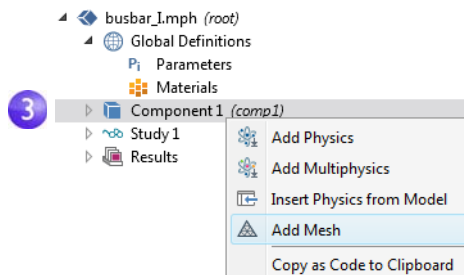 busbar_I.mph (root)
Global Definitions
Pi Parameters
Materials
3 Component 1 (comp1)
Study 1
Add Physics
Results
Add Multiphysics
Insert Physics from Model
Add Mesh
Copy as Code to Clipboard